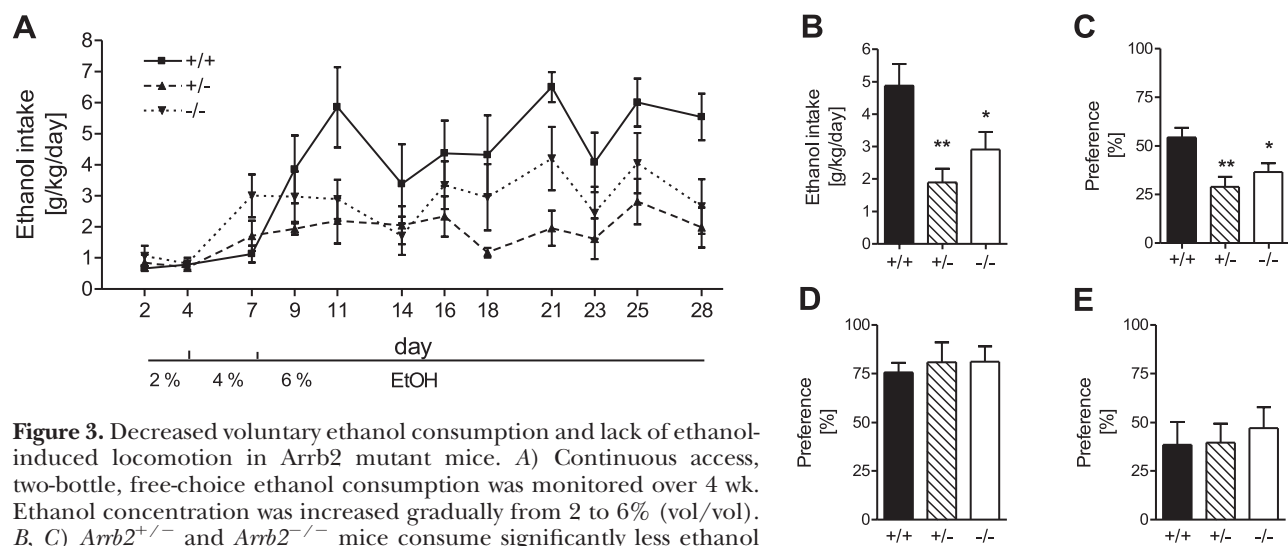 A
B
C
Ethanol intake
[g/kg/day]
8
7
6
5
4
3
2
1
0
+/+
+/-
-/-
2 4 7 9 11 14 16 18 21 23 25 28
day
2 % 4 % 6 % EtOH
Ethanol intake
[g/kg/day]
6
5
4
3
2
1
0
**
*
+/+ +/- -/-
Preference
[%]
100
75
50
25
0
**
*
+/+ +/- -/-
D
E
Preference
[%]
100
75
50
25
0
+/+ +/- -/-
Preference
[%]
100
75
50
25
0
+/+ +/- -/-
Figure 3. Decreased voluntary ethanol consumption and lack of ethanol-
induced locomotion in Arrb2 mutant mice. A) Continuous access,
two-bottle, free-choice ethanol consumption was monitored over 4 wk.
Ethanol concentration was increased gradually from 2 to 6% (vol/vol).
B, C) Arrb2+/− and Arrb2−/− mice consume significantly less ethanol